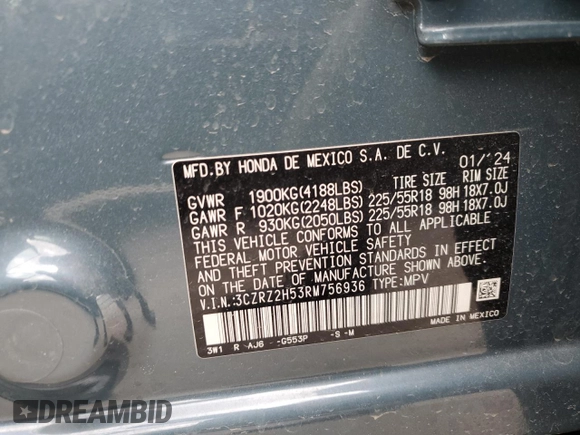 MFD.BY HONDA DE MEXICO S.A. DE C.V. 01/'24
GVWR 1900KG(4188LBS) TIRE SIZE RIM SIZE
GAWR F 1020KG(2248LBS) 225/55R18 98H 18X7.0J
GAWR R 930KG(2050LBS) 225/55R18 98H 18X7.0J
THIS VEHICLE CONFORMS TO ALL APPLICABLE
FEDERAL MOTOR VEHICLE SAFETY
AND THEFT PREVENTION STANDARDS IN EFFECT
ON THE DATE OF MANUFACTURE SHOWN ABOVE.
V.I.N.:3CZRZ2H53RM756936 TYPE:MPV
3W1 R AJ6 -G553P -S -M MADE IN MEXICO
DREAMBID